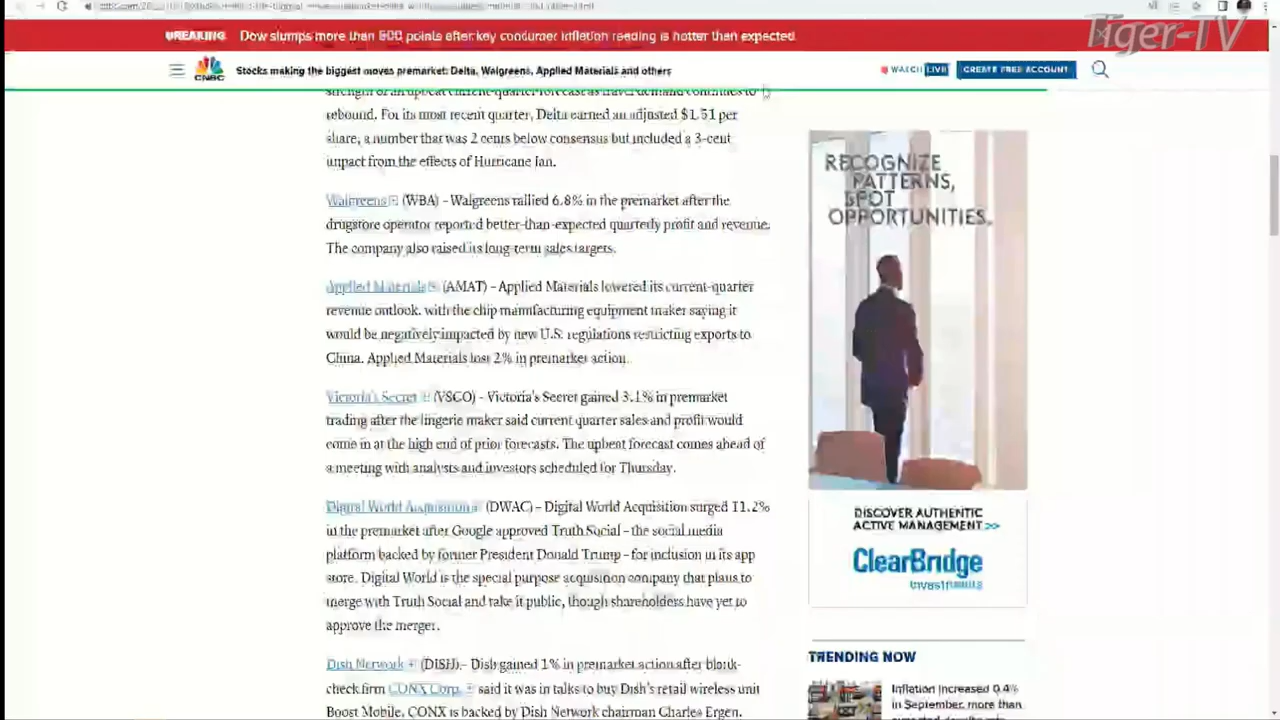 Tiger-TV
BREAKING Dow slumps more than 500 points after key consumer inflation reading is hotter than expected
CNBC Stocks making the biggest moves premarket: Delta, Walgreens, Applied Materials and others WATCH LIVE CREATE FREE ACCOUNT
strength of an upbeat current-quarter forecast as travel demand continues to
rebound. For its most recent quarter, Delta earned an adjusted $1.51 per
share, a number that was 2 cents below consensus but included a 3-cent
impact from the effects of Hurricane Ian.
Walgreens (WBA) – Walgreens rallied 6.8% in the premarket after the
drugstore operator reported better-than-expected quarterly profit and revenue.
The company also raised its long-term sales targets.
Applied Materials (AMAT) – Applied Materials lowered its current-quarter
revenue outlook, with the chip manufacturing equipment maker saying it
would be negatively impacted by new U.S. regulations restricting exports to
China. Applied Materials lost 2% in premarket action.
Victoria's Secret (VSCO) – Victoria's Secret gained 3.1% in premarket
trading after the lingerie maker said current quarter sales and profit would
come in at the high end of prior forecasts. The upbeat forecast comes ahead of
a meeting with analysts and investors scheduled for Thursday.
Digital World Acquisition (DWAC) – Digital World Acquisition surged 11.2%
in the premarket after Google approved Truth Social – the social media
platform backed by former President Donald Trump – for inclusion in its app
store. Digital World is the special purpose acquisition company that plans to
merge with Truth Social and take it public, though shareholders have yet to
approve the merger.
Dish Network (DISH) – Dish gained 1% in premarket action after blank-
check firm CONX Corp. said it was in talks to buy Dish's retail wireless unit
Boost Mobile. CONX is backed by Dish Network chairman Charles Ergen.
RECOGNIZE
PATTERNS,
SPOT
OPPORTUNITIES.
DISCOVER AUTHENTIC
ACTIVE MANAGEMENT >>
ClearBridge
Investments
TRENDING NOW
Inflation increased 0.4%
in September, more than
expected despite rate